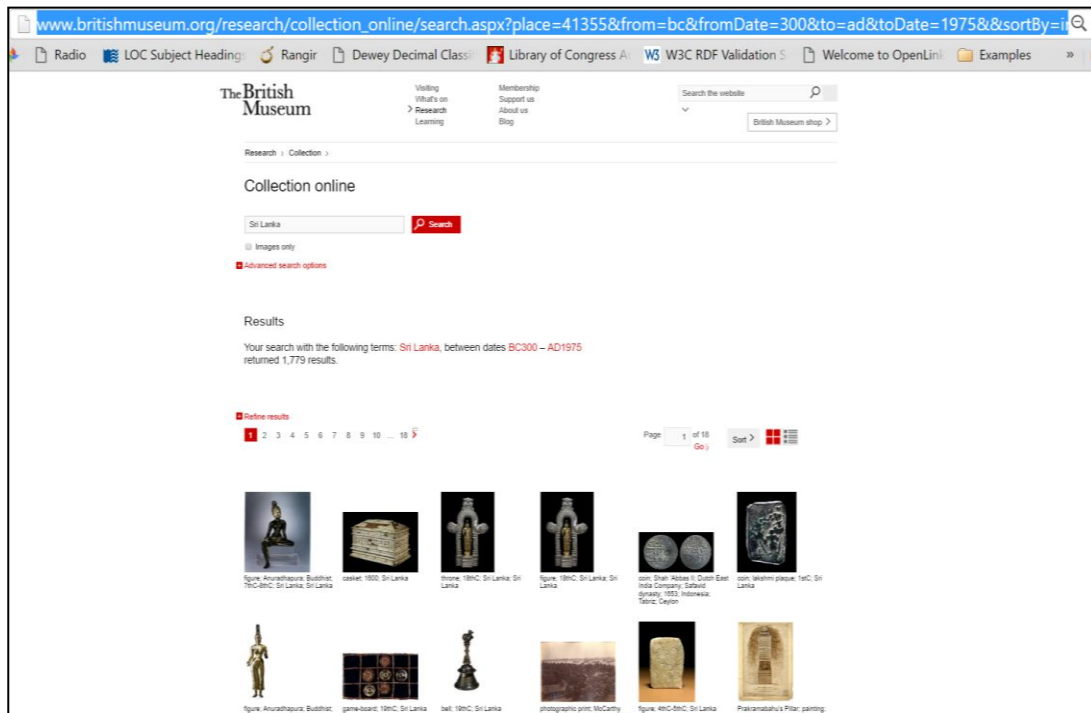 www.britishmuseum.org/research/collection_online/search.aspx?place=41355&from=bc&fromDate=300&to=ad&toDate=1975&&sortBy=i
Radio LOC Subject Heading Rangir Dewey Decimal Classi Library of Congress A W3C RDF Validation S Welcome to OpenLin Examples »
The British
Museum
Visiting
What's on
Research
Learning
Membership
Support us
About us
Blog
Search the website
British Museum shop
Research > Collection >
Collection online
Sri Lanka
Search
Images only
Advanced search options
Results
Your search with the following terms: Sri Lanka, between dates BC300 – AD1975
returned 1,779 results.
Refine results
1 2 3 4 5 6 7 8 9 10 ... 18
Page 1 of 18
Go
Sort
figure; Anuradhapura; Buddhist;
7thC-8thC; Sri Lanka; Sri Lanka
casket; 1600; Sri Lanka
throne; 18thC; Sri Lanka; Sri
Lanka
figure; 18thC; Sri Lanka; Sri
Lanka
coin; Shah 'Abbas II; Dutch East
India Company; Safavid
dynasty; 1653; Indonesia;
Tabriz; Ceylon
coin; lakshmi plaque; 1stC; Sri
Lanka
figure; Anuradhapura; Buddhist;
game-board; 19thC; Sri Lanka
bell; 19thC; Sri Lanka
photographic print; McCarthy
figure; 4thC-5thC; Sri Lanka
Prakramabahu's Pillar; painting;